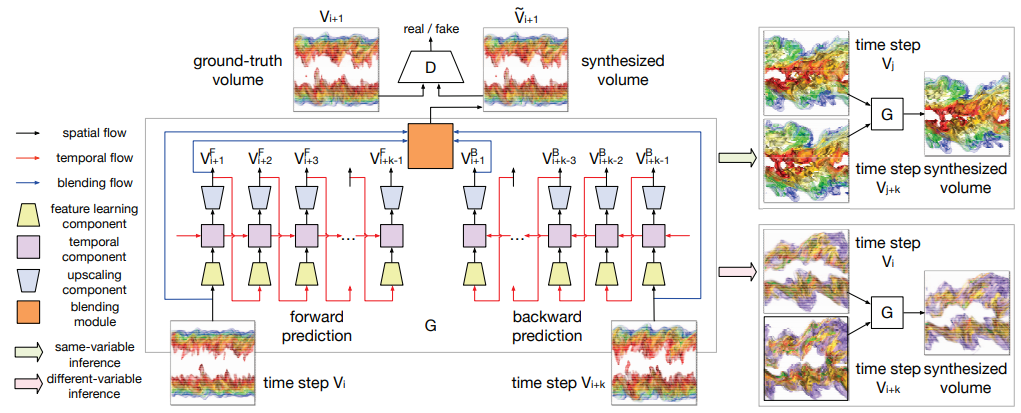 V_{i+1}
Ṽ_{i+1}
real / fake
ground-truth
volume
D
synthesized
volume
spatial flow
temporal flow
blending flow
feature learning
component
temporal
component
upscaling
component
blending
module
same-variable
inference
different-variable
inference
V^F_{i+1} V^F_{i+2} V^F_{i+3} V^F_{i+k-1} V^B_{i+1} V^B_{i+k-3} V^B_{i+k-2} V^B_{i+k-1}
... ...
forward
prediction
G
backward
prediction
time step V_i
time step V_{i+k}
time step
V_j
G
time step
V_{j+k}
synthesized
volume
time step
V_i
G
time step
V_{i+k}
synthesized
volume